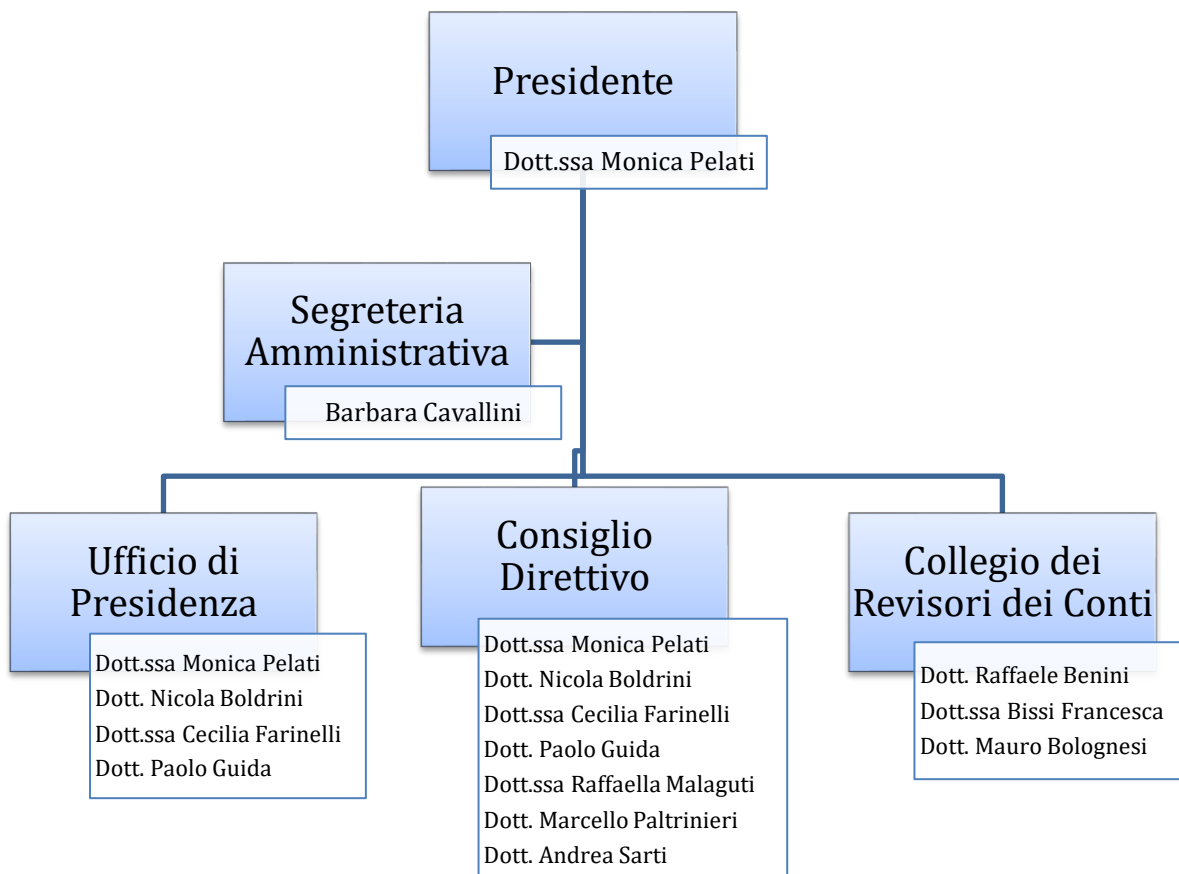 Presidente
Dott.ssa Monica Pelati
Segreteria
Amministrativa
Barbara Cavallini
Ufficio di
Presidenza
Dott.ssa Monica Pelati
Dott. Nicola Boldrini
Dott.ssa Cecilia Farinelli
Dott. Paolo Guida
Consiglio
Direttivo
Dott.ssa Monica Pelati
Dott. Nicola Boldrini
Dott.ssa Cecilia Farinelli
Dott. Paolo Guida
Dott.ssa Raffaella Malaguti
Dott. Marcello Paltrinieri
Dott. Andrea Sarti
Collegio dei
Revisori dei Conti
Dott. Raffaele Benini
Dott.ssa Bissi Francesca
Dott. Mauro Bolognesi